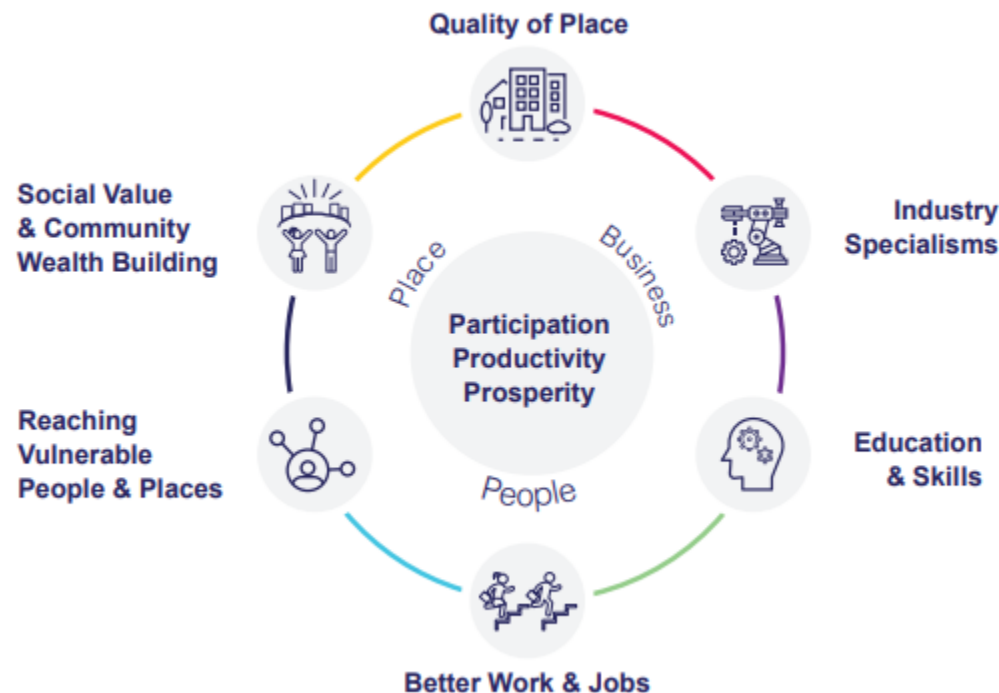 Quality of Place
Social Value
& Community
Wealth Building
Industry
Specialisms
Place
Business
Participation
Productivity
Prosperity
People
Reaching
Vulnerable
People & Places
Education
& Skills
Better Work & Jobs